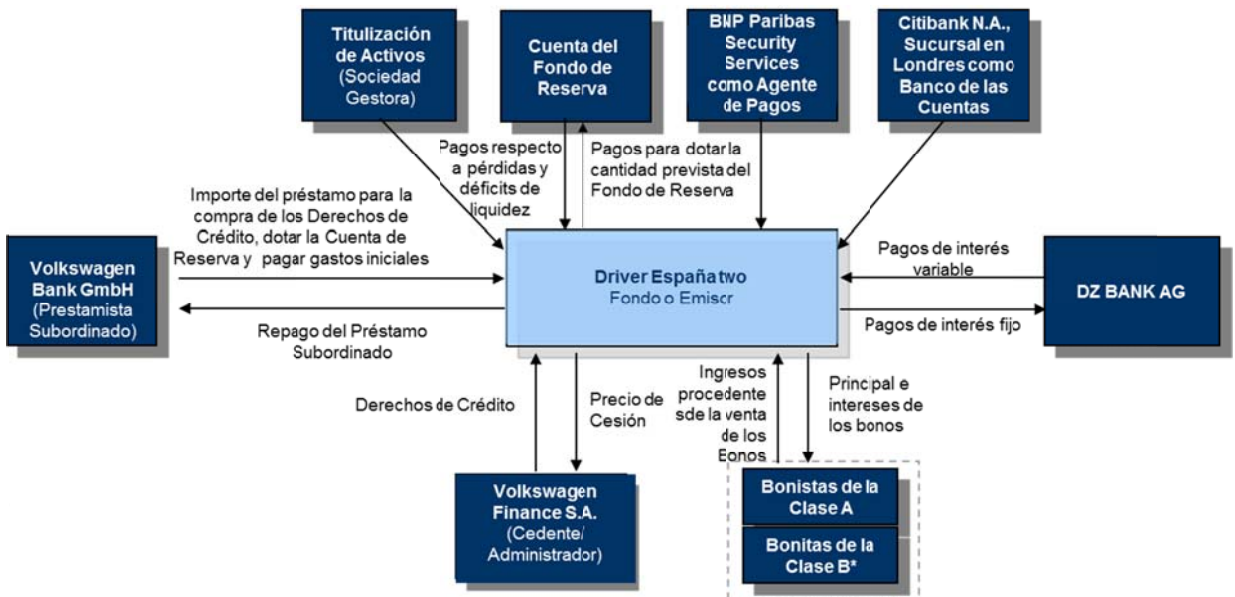 Titulización
de Activos
(Sociedad
Gestora)
Cuenta del
Fondo de
Reserva
BNP Paribas
Security
Services
como Agente
de Pagos
Citibank N.A.,
Sucursal en
Londres como
Banco de las
Cuentas
Pagos respecto
a pérdidas y
déficits de
liquidez
Pagos para dotar la
cantidad prevista del
Fondo de Reserva
Importe del préstamo para la
compra de los Derechos de
Crédito, dotar la Cuenta de
Reserva y pagar gastos iniciales
Volkswagen
Bank GmbH
(Prestamista
Subordinado)
Repago del Préstamo
Subordinado
Driver España two
Fondo o Emisor
Pagos de interés
variable
Pagos de interés fijo
DZ BANK AG
Derechos de Crédito
Precio de
Cesión
Ingresos
procedente
sde la venta
de los
Bonos
Principal e
intereses de
los bonos
Volkswagen
Finance S.A.
(Cedente/
Administrador)
Bonistas de la
Clase A
Bonitas de la
Clase B*